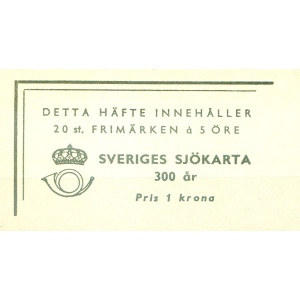 DETTA HÄFTE INNEHÅLLER
20 st. FRIMÄRKEN à 5 ÖRE
SVERIGES SJÖKARTA
300 år
Pris 1 krona